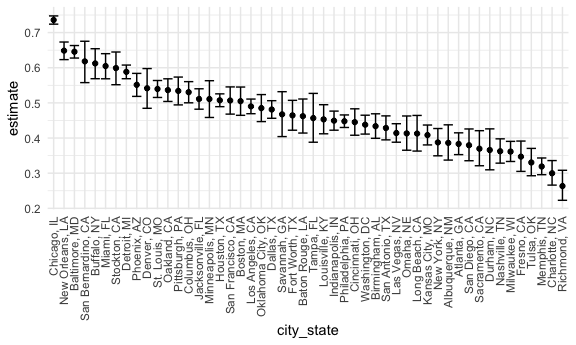 0.7
0.6
0.5
0.4
0.3
0.2
estimate
Chicago, IL
New Orleans, LA
Baltimore, MD
San Bernardino, CA
Buffalo, NY
Miami, FL
Stockton, CA
Detroit, MI
Phoenix, AZ
Denver, CO
St. Louis, MO
Oakland, CA
Pittsburgh, PA
Columbus, OH
Jacksonville, FL
Minneapolis, MN
Houston, TX
San Francisco, CA
Boston, MA
Los Angeles, CA
Oklahoma City, OK
Dallas, TX
Savannah, GA
Fort Worth, TX
Baton Rouge, LA
Tampa, FL
Louisville, KY
Indianapolis, IN
Philadelphia, PA
Cincinnati, OH
Washington, DC
Birmingham, AL
San Antonio, TX
Las Vegas, NV
Omaha, NE
Long Beach, CA
Kansas City, MO
New York, NY
Albuquerque, NM
Atlanta, GA
San Diego, CA
Sacramento, CA
Durham, NC
Nashville, TN
Milwaukee, WI
Fresno, CA
Tulsa, OK
Memphis, TN
Charlotte, NC
Richmond, VA
city_state